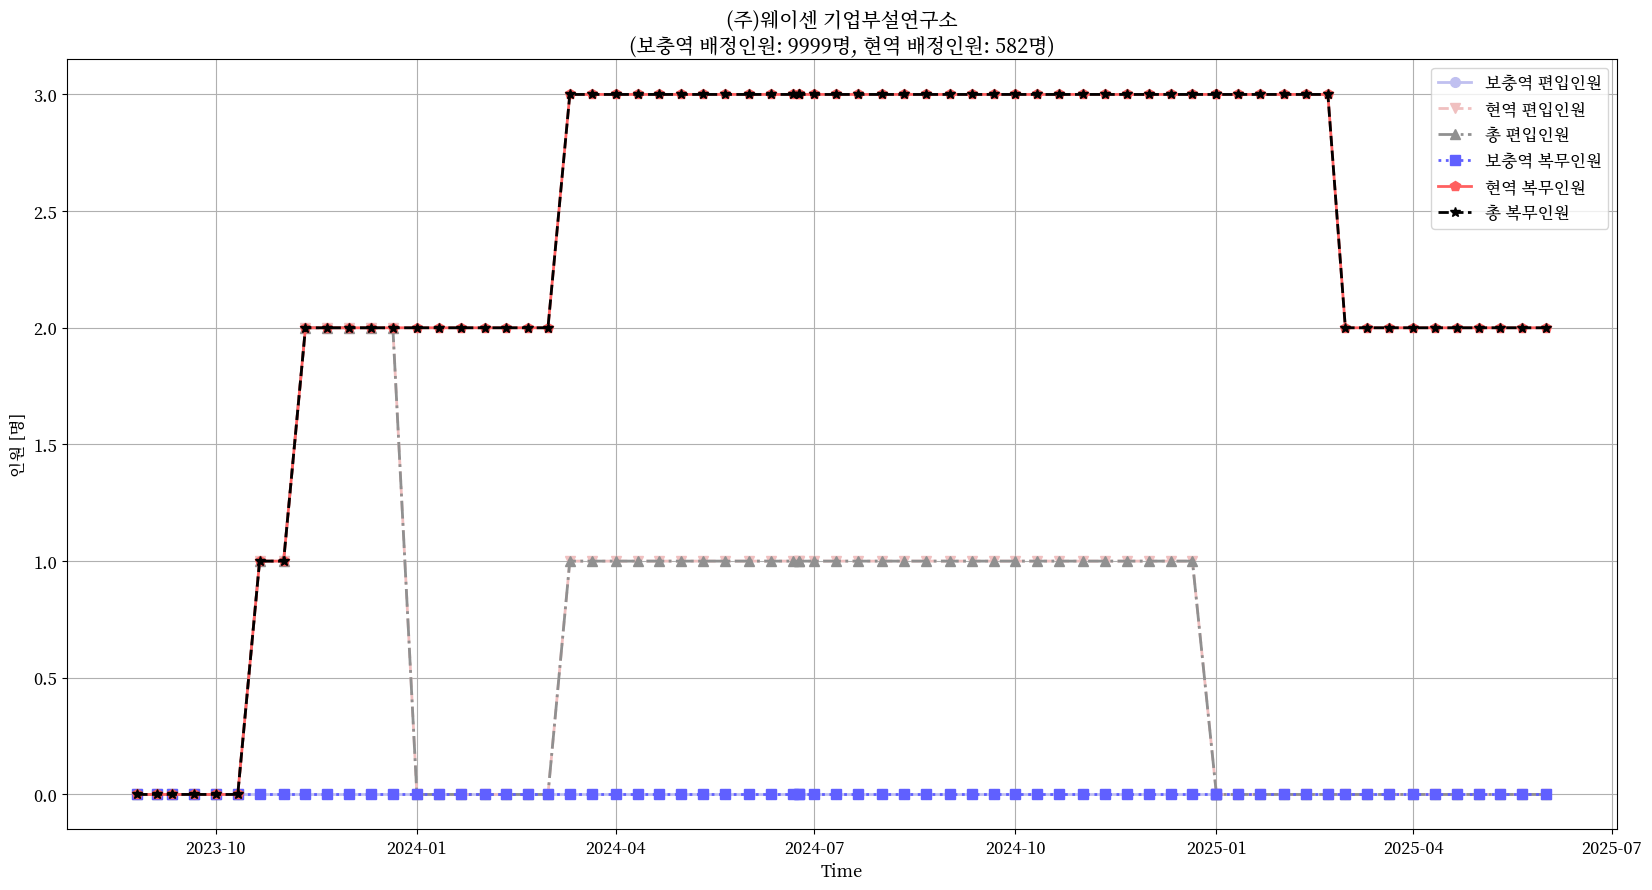 (주)웨이센 기업부설연구소
(보충역 배정인원: 9999명, 현역 배정인원: 582명)
보충역 편입인원
현역 편입인원
총 편입인원
보충역 복무인원
현역 복무인원
총 복무인원
3.0
2.5
2.0
1.5
1.0
0.5
0.0
인원 [명]
2023-10
2024-01
2024-04
2024-07
2024-10
2025-01
2025-04
2025-07
Time